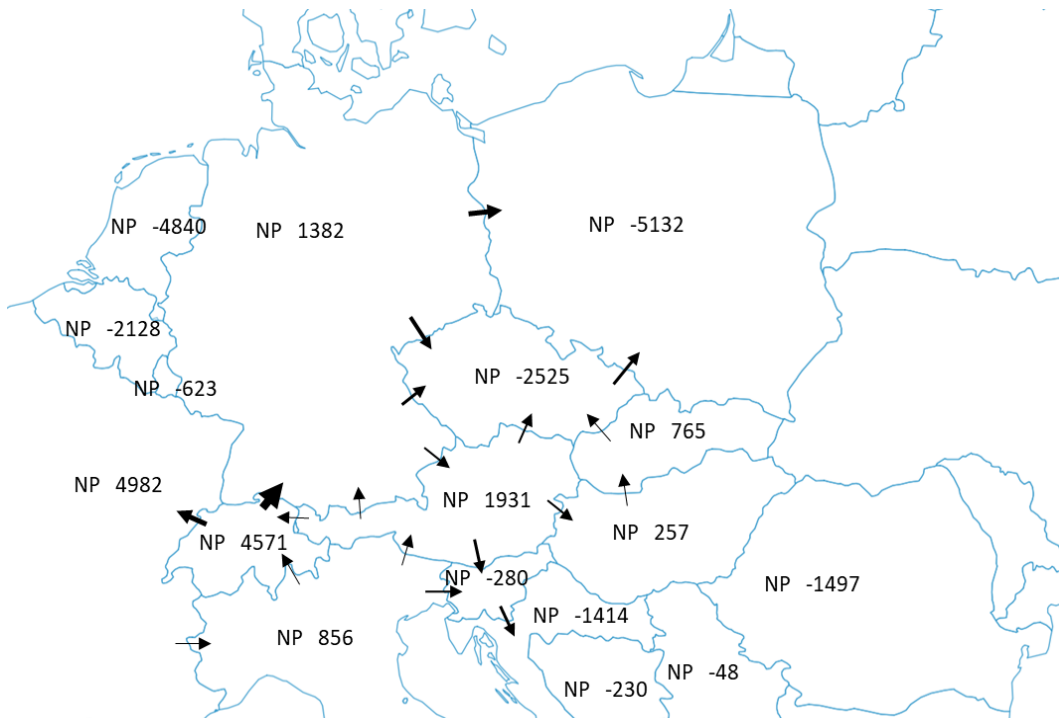 NP -4840
NP 1382
NP -5132
NP -2128
NP -2525
NP -623
NP 765
NP 4982
NP 1931
NP 4571
NP 257
NP -280
NP -1497
NP -1414
NP 856
NP -48
NP -230